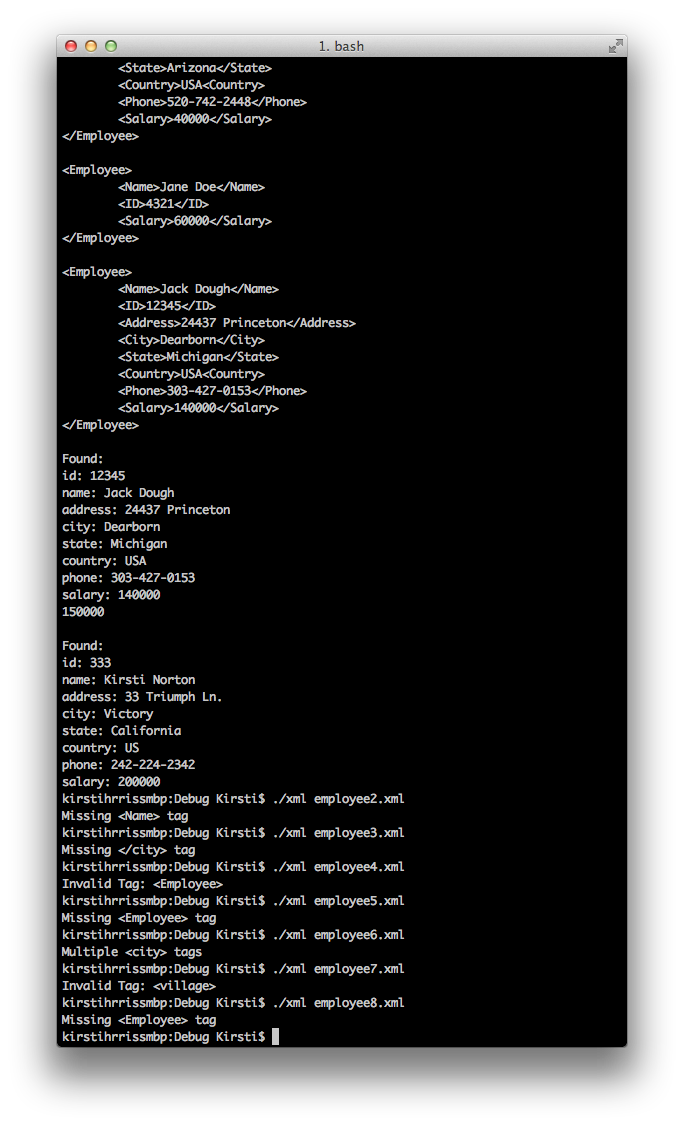 1. bash
<State>Arizona</State>
<Country>USA<Country>
<Phone>520-742-2448</Phone>
<Salary>40000</Salary>
</Employee>
<Employee>
<Name>Jane Doe</Name>
<ID>4321</ID>
<Salary>60000</Salary>
</Employee>
<Employee>
<Name>Jack Dough</Name>
<ID>12345</ID>
<Address>24437 Princeton</Address>
<City>Dearborn</City>
<State>Michigan</State>
<Country>USA<Country>
<Phone>303-427-0153</Phone>
<Salary>140000</Salary>
</Employee>
Found:
id: 12345
name: Jack Dough
address: 24437 Princeton
city: Dearborn
state: Michigan
country: USA
phone: 303-427-0153
salary: 140000
150000
Found:
id: 333
name: Kirsti Norton
address: 33 Triumph Ln.
city: Victory
state: California
country: US
phone: 242-224-2342
salary: 200000
kirstihrrissmbp:Debug Kirsti$ ./xml employee2.xml
Missing <Name> tag
kirstihrrissmbp:Debug Kirsti$ ./xml employee3.xml
Missing </city> tag
kirstihrrissmbp:Debug Kirsti$ ./xml employee4.xml
Invalid Tag: <Employee>
kirstihrrissmbp:Debug Kirsti$ ./xml employee5.xml
Missing <Employee> tag
kirstihrrissmbp:Debug Kirsti$ ./xml employee6.xml
Multiple <city> tags
kirstihrrissmbp:Debug Kirsti$ ./xml employee7.xml
Invalid Tag: <village>
kirstihrrissmbp:Debug Kirsti$ ./xml employee8.xml
Missing <Employee> tag
kirstihrrissmbp:Debug Kirsti$